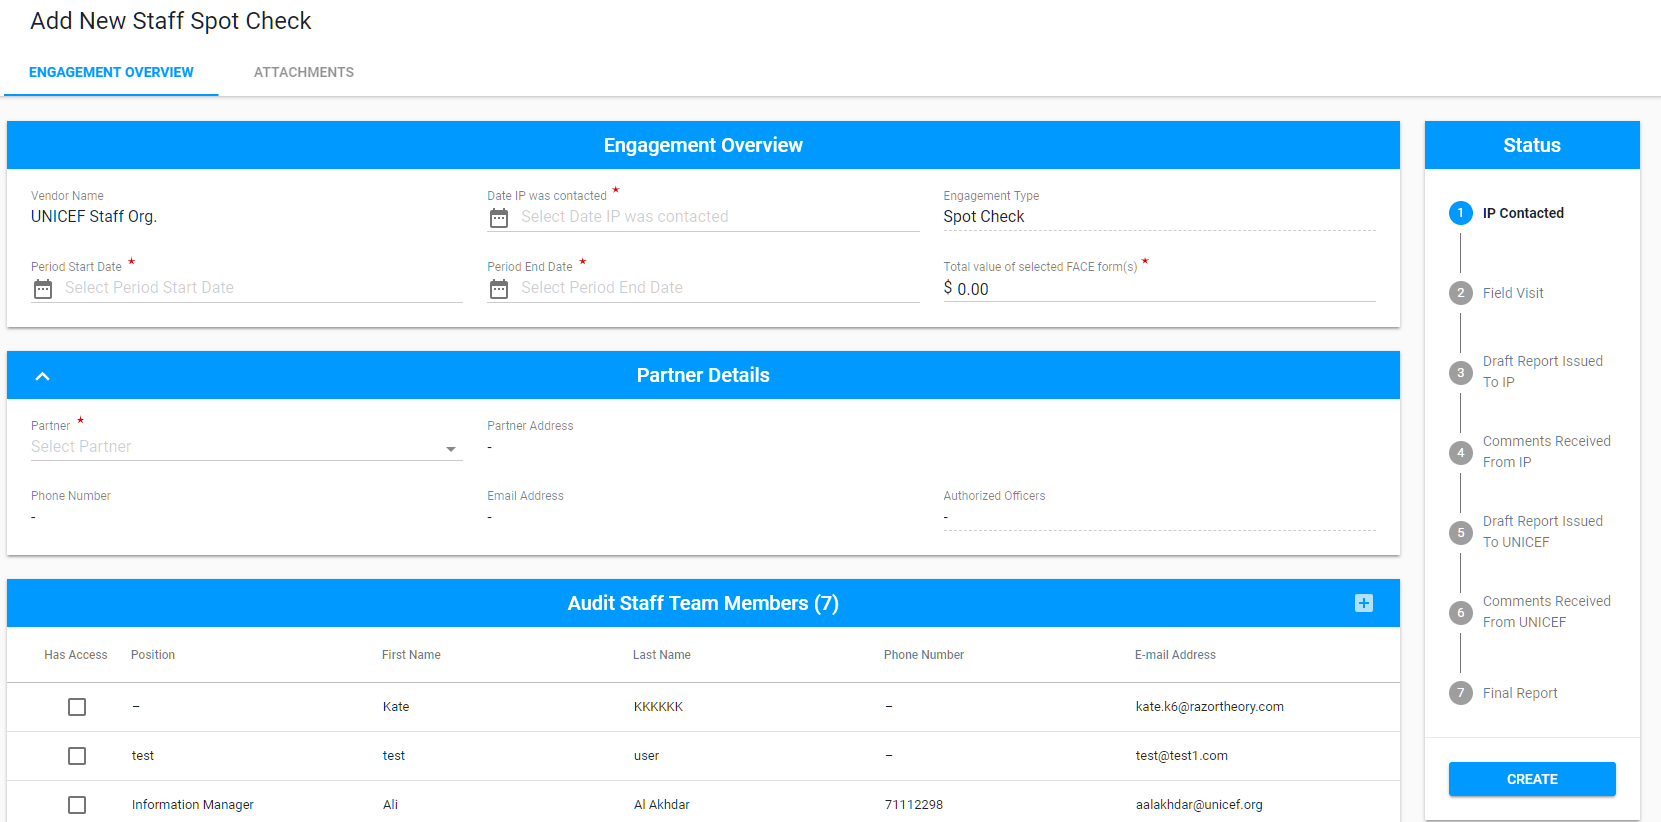 Add New Staff Spot Check
ENGAGEMENT OVERVIEW ATTACHMENTS
Engagement Overview
Vendor Name Date IP was contacted * Engagement Type
UNICEF Staff Org. Select Date IP was contacted Spot Check
Period Start Date * Period End Date * Total value of selected FACE form(s) *
Select Period Start Date Select Period End Date $ 0.00
Partner Details
Partner * Partner Address
Select Partner -
Phone Number Email Address Authorized Officers
- - -
Audit Staff Team Members (7)
Has Access Position First Name Last Name Phone Number E-mail Address
– Kate KKKKKK – kate.k6@razortheory.com
test test user – test@test1.com
Information Manager Ali Al Akhdar 71112298 aalakhdar@unicef.org
Status
1 IP Contacted
2 Field Visit
3 Draft Report Issued
To IP
4 Comments Received
From IP
5 Draft Report Issued
To UNICEF
6 Comments Received
From UNICEF
7 Final Report
CREATE